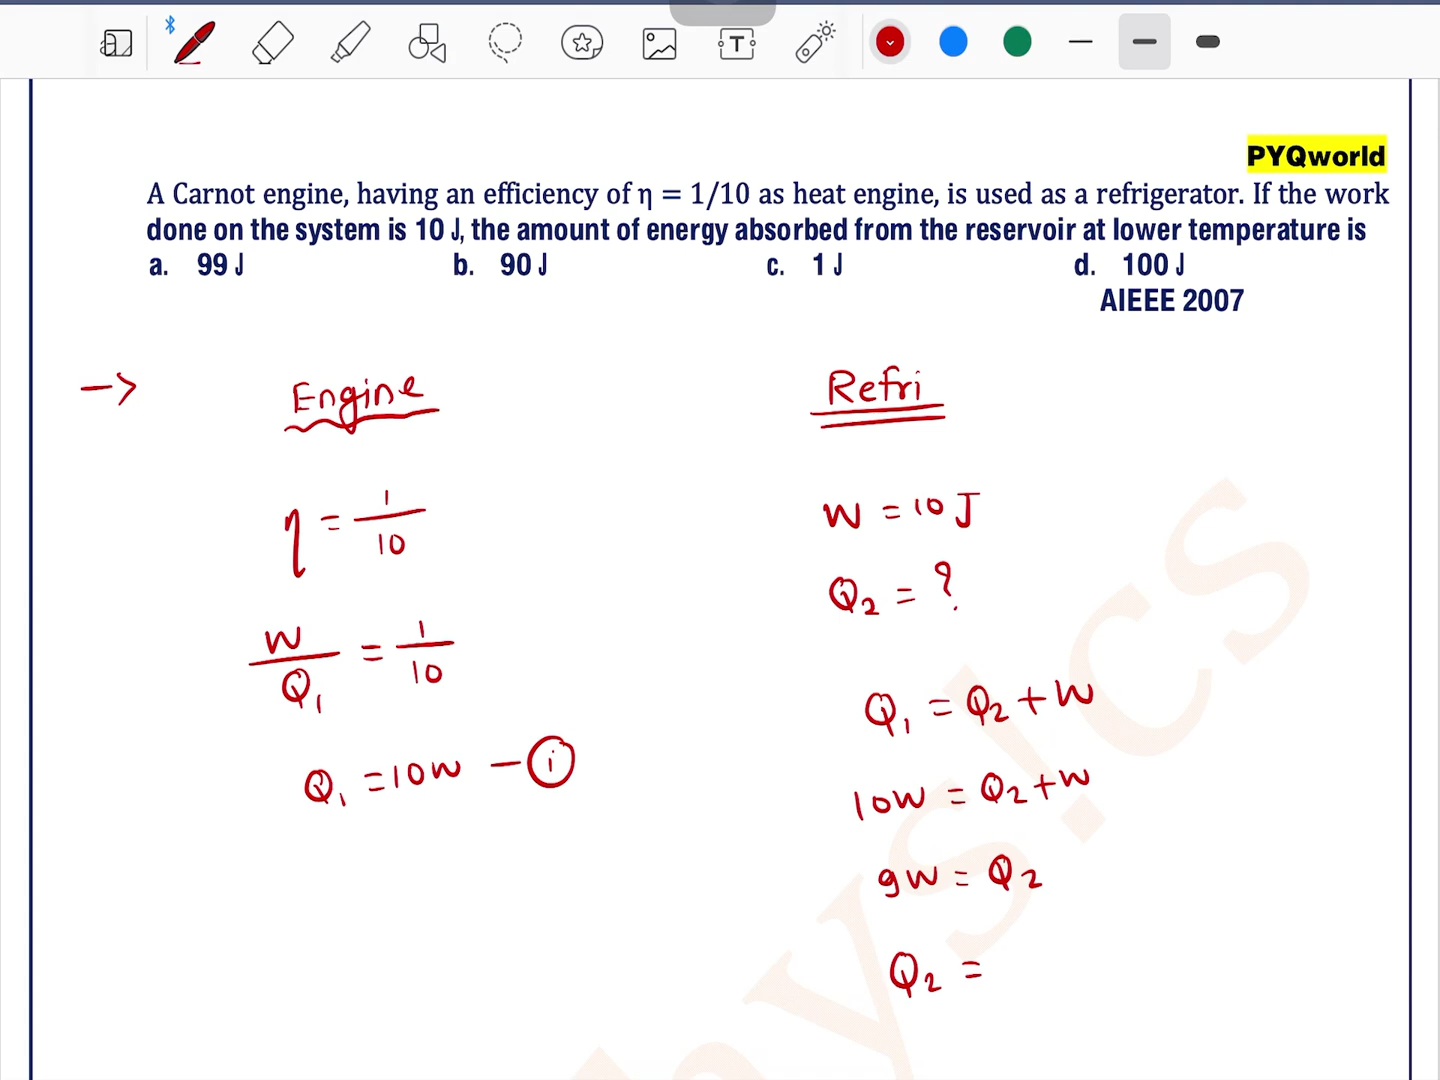 T
PYQworld
A Carnot engine, having an efficiency of η = 1/10 as heat engine, is used as a refrigerator. If the work
done on the system is 10 J, the amount of energy absorbed from the reservoir at lower temperature is
a. 99 J b. 90 J c. 1 J d. 100 J
AIEEE 2007
→ Engine Refri
η = 1/10
W = 10 J
Q₂ = ?
W/Q₁ = 1/10
Q₁ = Q₂ + W
Q₁ = 10W – (i)
10W = Q₂ + W
9W = Q₂
Q₂ =
ys!cs